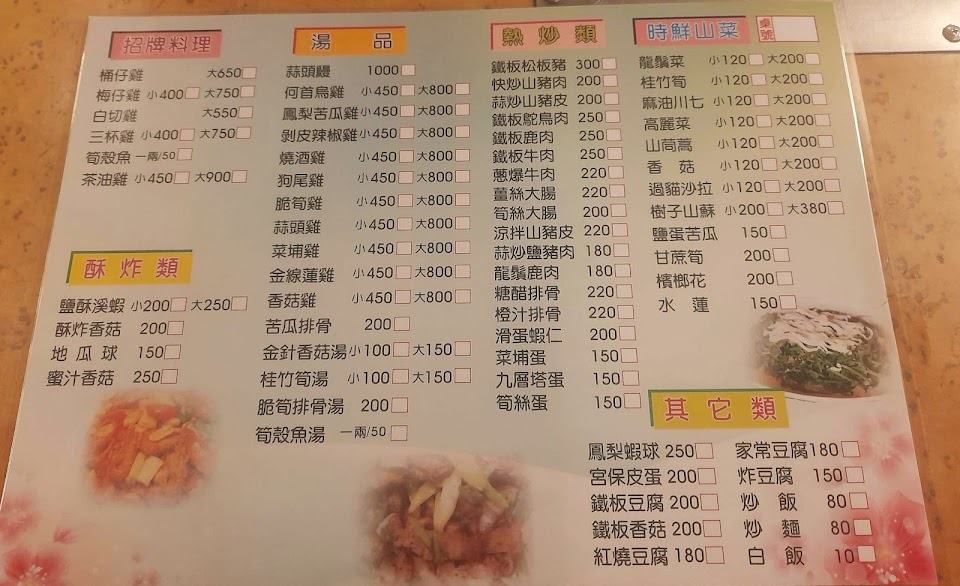 招牌料理
桶仔雞 大650
梅仔雞 小400 大750
白切雞 大550
三杯雞 小400 大750
筍殼魚 一兩/50
茶油雞 小450 大900
酥炸類
鹽酥溪蝦 小200 大250
酥炸香菇 200
地瓜球 150
蜜汁香菇 250
湯品
蒜頭鰻 1000
何首烏雞 小450 大800
鳳梨苦瓜雞 小450 大800
剝皮辣椒雞 小450 大800
燒酒雞 小450 大800
狗尾雞 小450 大800
脆筍雞 小450 大800
蒜頭雞 小450 大800
菜埔雞 小450 大800
金線蓮雞 小450 大800
香菇雞 小450 大800
苦瓜排骨 200
金針香菇湯 小100 大150
桂竹筍湯 小100 大150
脆筍排骨湯 200
筍殼魚湯 一兩/50
熱炒類
鐵板松板豬 300
快炒山豬肉 200
蒜炒山豬皮 200
鐵板鴕鳥肉 250
鐵板鹿肉 250
鐵板牛肉 250
蔥爆牛肉 220
薑絲大腸 220
筍絲大腸 200
涼拌山豬皮 220
蒜炒鹽豬肉 180
龍鬚鹿肉 180
糖醋排骨 220
橙汁排骨 220
滑蛋蝦仁 200
菜埔蛋 150
九層塔蛋 150
筍絲蛋 150
時鮮山菜
桌號
龍鬚菜 小120 大200
桂竹筍 小120 大200
麻油川七 小120 大200
高麗菜 小120 大200
山茼蒿 小120 大200
香菇 小120 大200
過貓沙拉 小120 大200
樹子山蘇 小200 大380
鹽蛋苦瓜 150
甘蔗筍 200
檳榔花 200
水蓮 150
其它類
鳳梨蝦球 250 家常豆腐 180
宮保皮蛋 200 炸豆腐 150
鐵板豆腐 200 炒飯 80
鐵板香菇 200 炒麵 80
紅燒豆腐 180 白飯 10